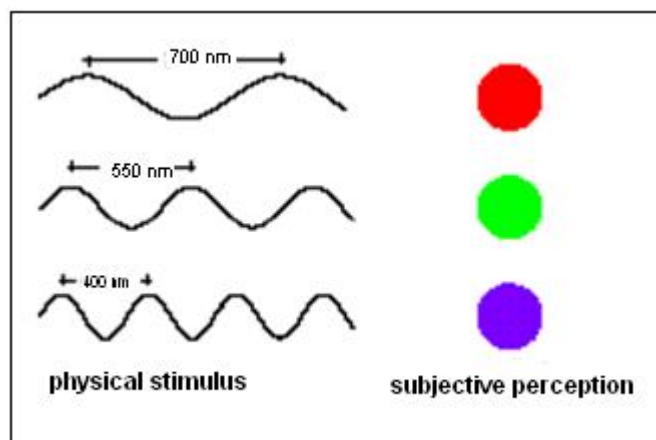 700 nm
550 nm
400 nm
physical stimulus
subjective perception